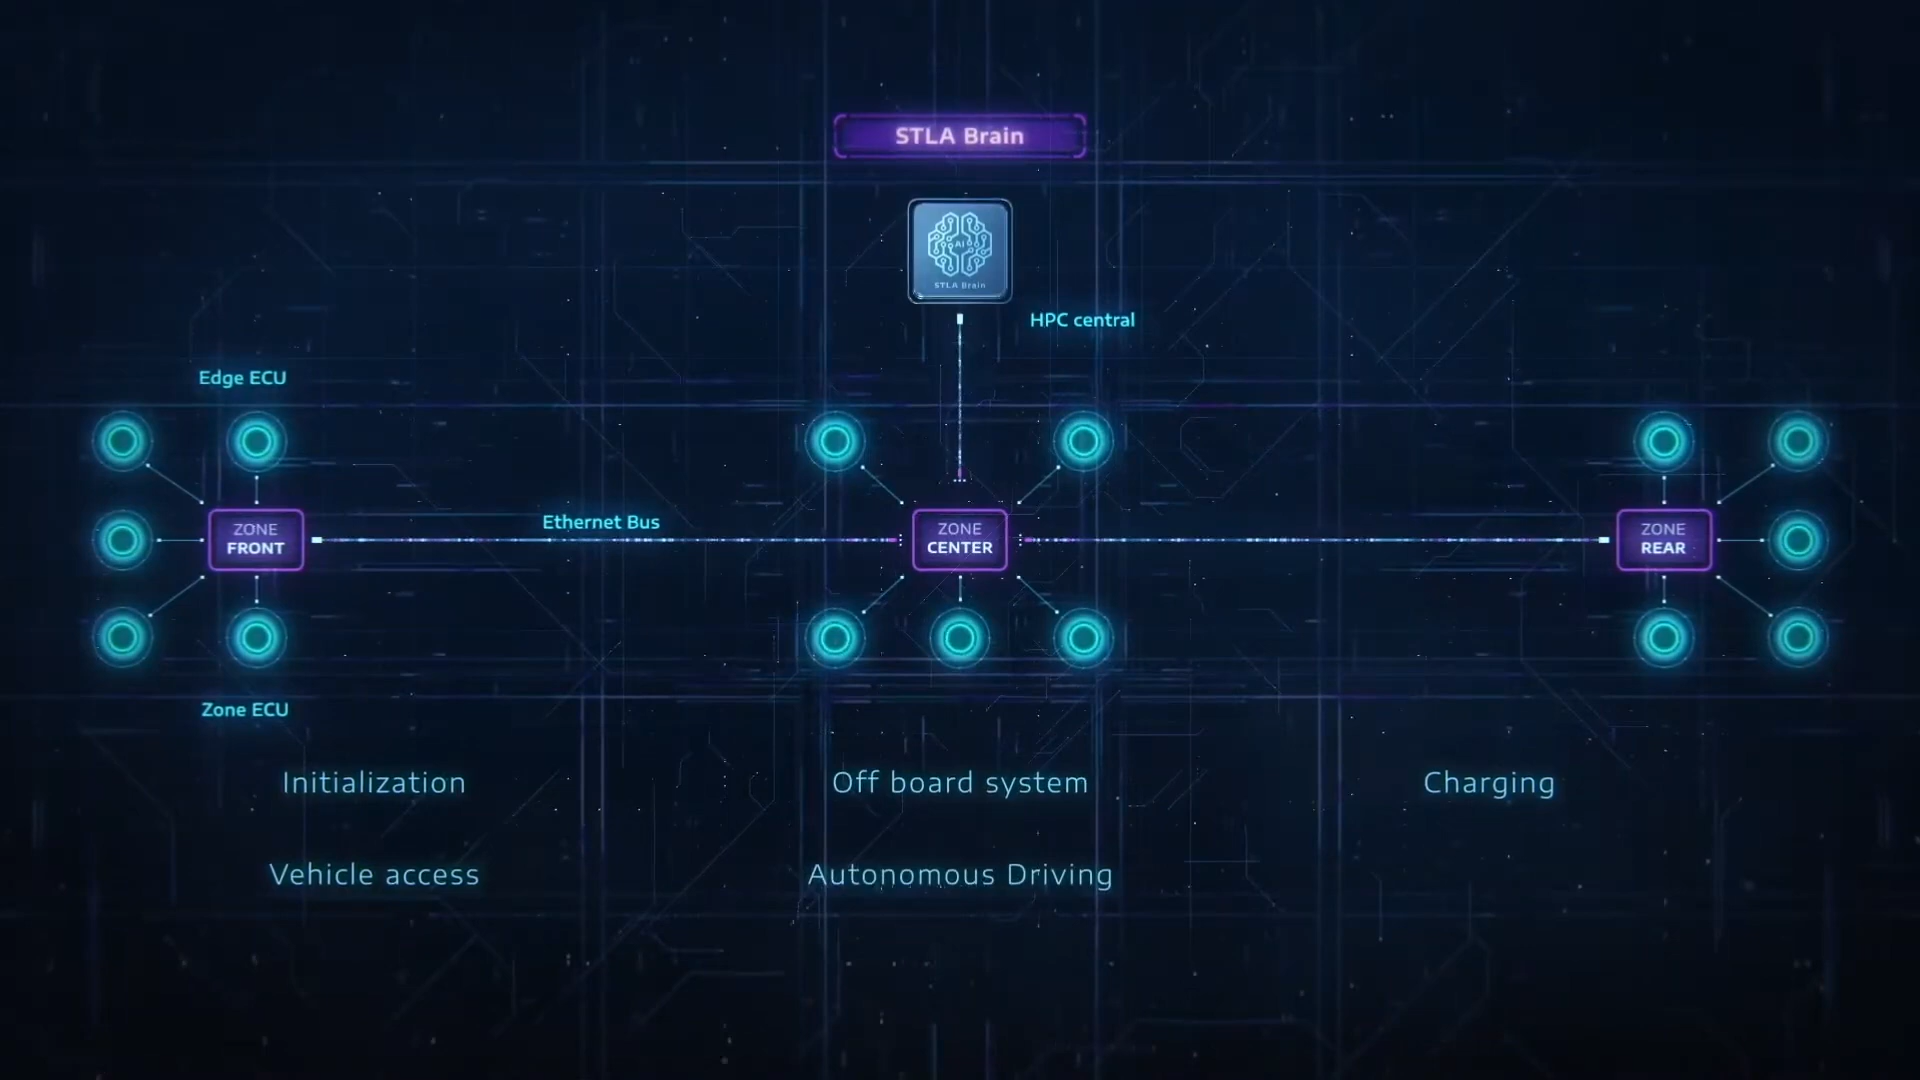 STLA Brain
AI
STLA Brain
HPC central
Edge ECU
Ethernet Bus
ZONE
FRONT
ZONE
CENTER
ZONE
REAR
Zone ECU
Initialization
Off board system
Charging
Vehicle access
Autonomous Driving